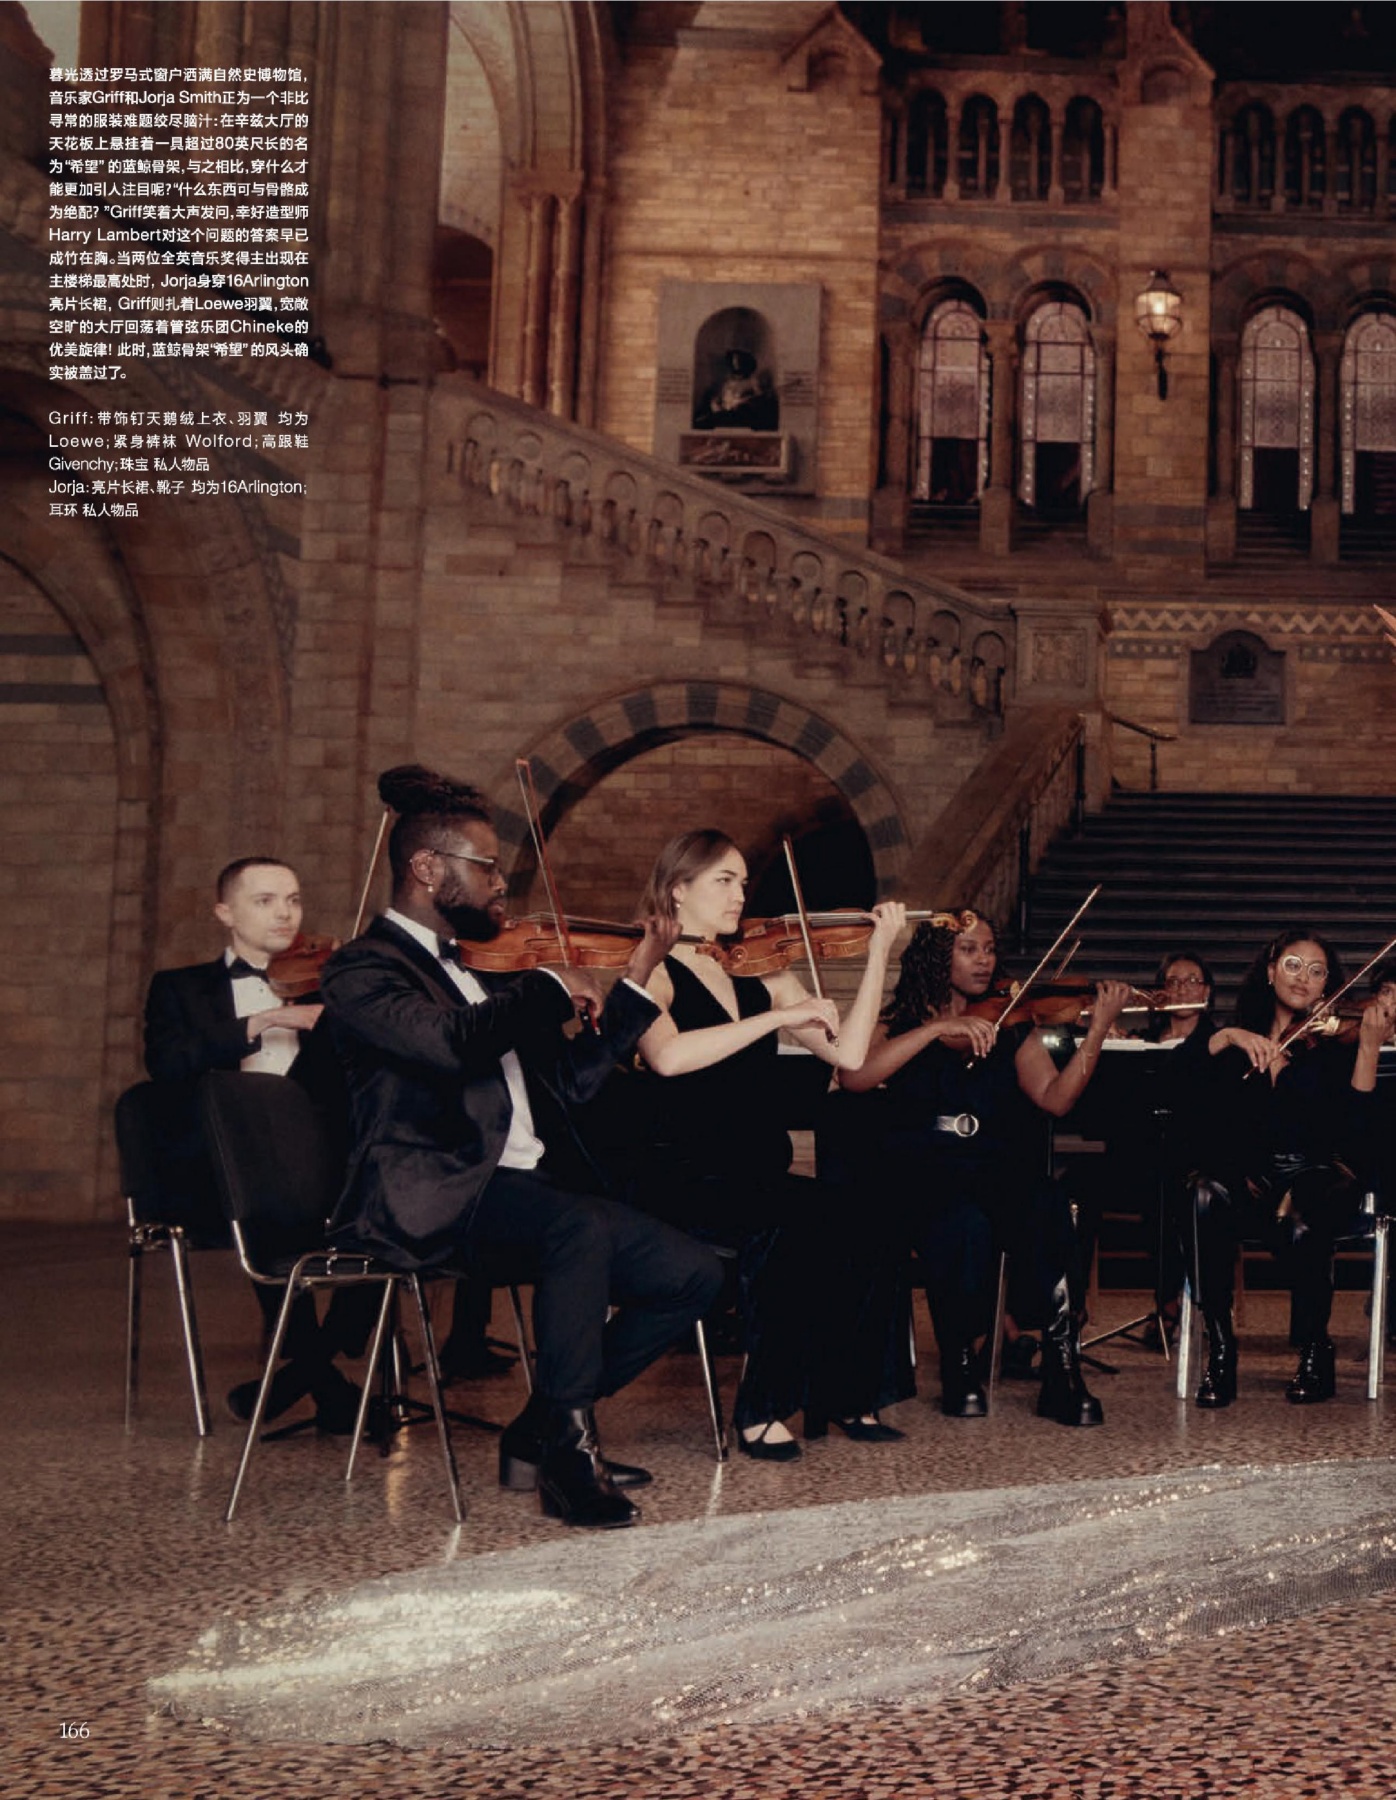 暮光透过罗马式窗户洒满自然史博物馆,
音乐家Griff和Jorja Smith正为一个非比
寻常的服装难题绞尽脑汁:在辛兹大厅的
天花板上悬挂着一具超过80英尺长的名
为“希望”的蓝鲸骨架,与之相比,穿什么才
能更加引人注目呢?“什么东西可与骨骼成
为绝配? ”Griff笑着大声发问,幸好造型师
Harry Lambert对这个问题的答案早已
成竹在胸。当两位全英音乐奖得主出现在
主楼梯最高处时, Jorja身穿16Arlington
亮片长裙, Griff则扎着Loewe羽翼,宽敞
空旷的大厅回荡着管弦乐团Chineke的
优美旋律! 此时,蓝鲸骨架“希望”的风头确
实被盖过了。
Griff:带饰钉天鹅绒上衣、羽翼 均为
Loewe;紧身裤袜 Wolford;高跟鞋
Givenchy;珠宝 私人物品
Jorja:亮片长裙、靴子 均为16Arlington;
耳环 私人物品
166